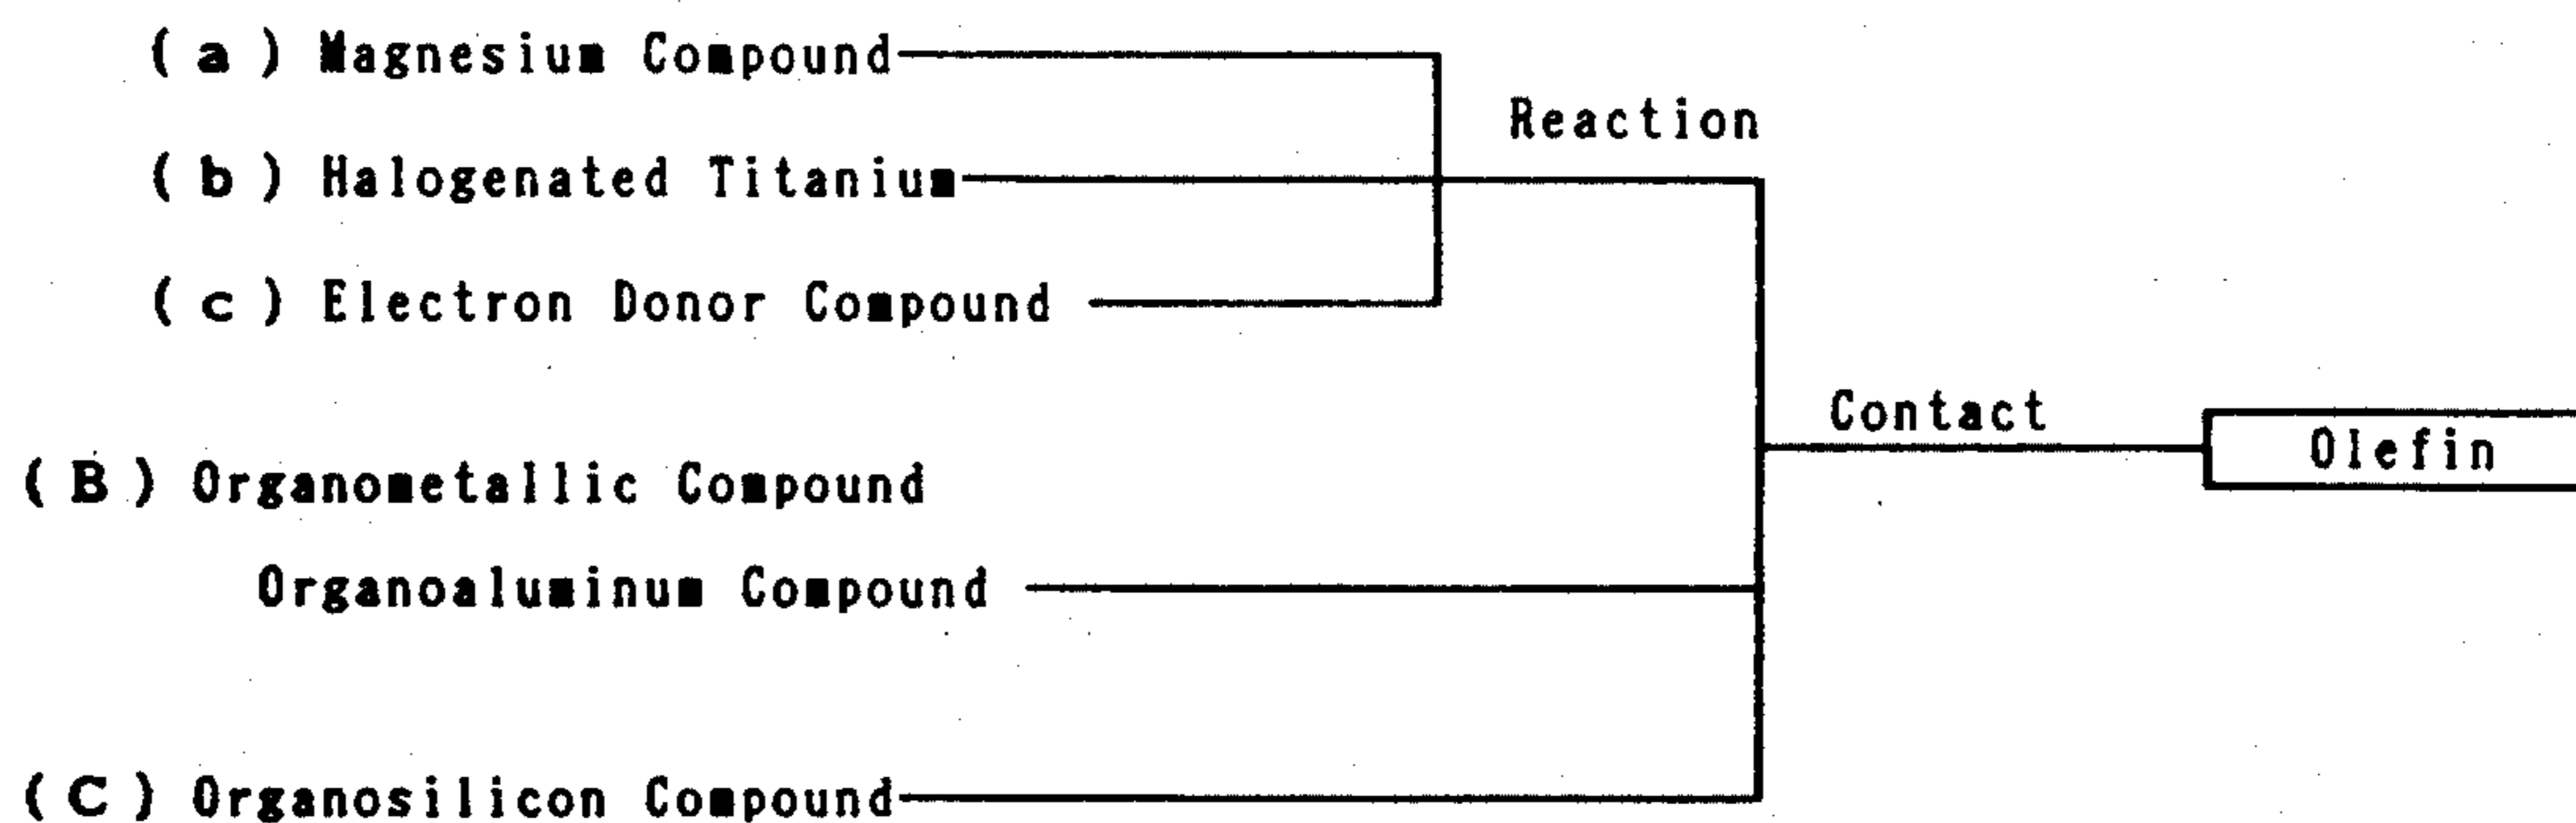 (a) Magnesium Compound
Reaction
(b) Halogenated Titanium
(c) Electron Donor Compound
Contact
Olefin
(B) Organometallic Compound
Organoaluminum Compound
(C) Organosilicon Compound